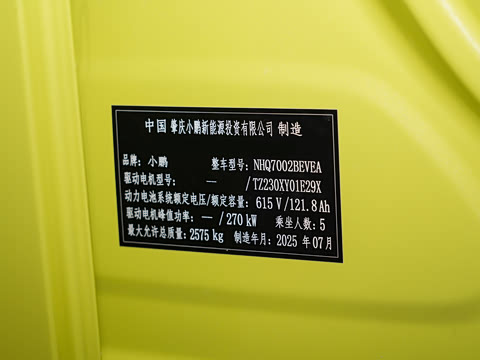 中国 肇庆小鹏新能源投资有限公司 制造
品牌：小鹏 整车型号：NHQ7002BEVEA
驱动电机型号： — /TZ230XY01E29X
动力电池系统额定电压/额定容量：615 V/121.8 Ah
驱动电机峰值功率： — /270 kW 乘坐人数：5
最大允许总质量：2575 kg 制造年月：2025 年 07 月